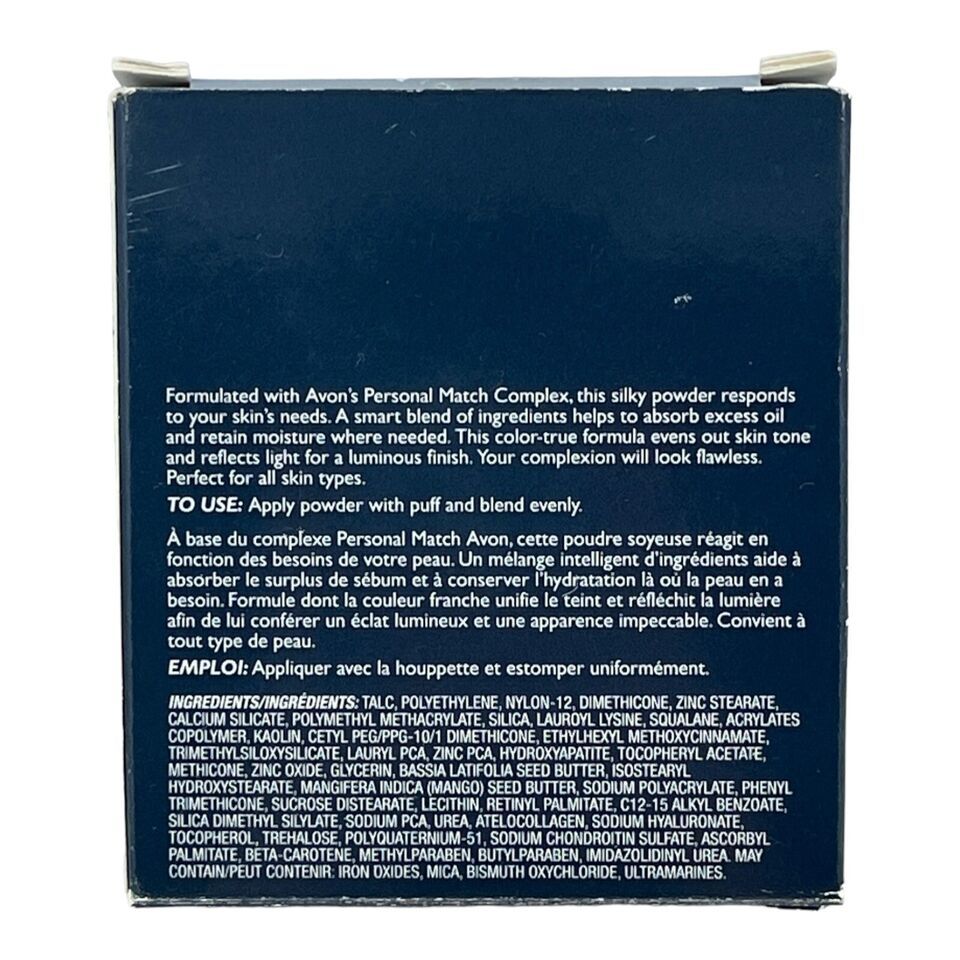 Formulated with Avon's Personal Match Complex, this silky powder responds
to your skin's needs. A smart blend of ingredients helps to absorb excess oil
and retain moisture where needed. This color-true formula evens out skin tone
and reflects light for a luminous finish. Your complexion will look flawless.
Perfect for all skin types.
TO USE: Apply powder with puff and blend evenly.
À base du complexe Personal Match Avon, cette poudre soyeuse réagit en
fonction des besoins de votre peau. Un mélange intelligent d'ingrédients aide à
absorber le surplus de sébum et à conserver l'hydratation là où la peau en a
besoin. Formule dont la couleur franche unifie le teint et réfléchit la lumière
afin de lui conférer un éclat lumineux et une apparence impeccable. Convient à
tout type de peau.
EMPLOI: Appliquer avec la houppette et estomper uniformément.
INGREDIENTS/INGRÉDIENTS: TALC, POLYETHYLENE, NYLON-12, DIMETHICONE, ZINC STEARATE,
CALCIUM SILICATE, POLYMETHYL METHACRYLATE, SILICA, LAUROYL LYSINE, SQUALANE, ACRYLATES
COPOLYMER, KAOLIN, CETYL PEG/PPG-10/1 DIMETHICONE, ETHYLHEXYL METHOXYCINNAMATE,
TRIMETHYLSILOXYSILICATE, LAURYL PCA, ZINC PCA, HYDROXYAPATITE, TOCOPHERYL ACETATE,
METHICONE, ZINC OXIDE, GLYCERIN, BASSIA LATIFOLIA SEED BUTTER, ISOSTEARYL
HYDROXYSTEARATE, MANGIFERA INDICA (MANGO) SEED BUTTER, SODIUM POLYACRYLATE, PHENYL
TRIMETHICONE, SUCROSE DISTEARATE, LECITHIN, RETINYL PALMITATE, C12-15 ALKYL BENZOATE,
SILICA DIMETHYL SILYLATE, SODIUM PCA, UREA, ATELOCOLLAGEN, SODIUM HYALURONATE,
TOCOPHEROL, TREHALOSE, POLYQUATERNIUM-51, SODIUM CHONDROITIN SULFATE, ASCORBYL
PALMITATE, BETA-CAROTENE, METHYLPARABEN, BUTYLPARABEN, IMIDAZOLIDINYL UREA. MAY
CONTAIN/PEUT CONTENIR: IRON OXIDES, MICA, BISMUTH OXYCHLORIDE, ULTRAMARINES.